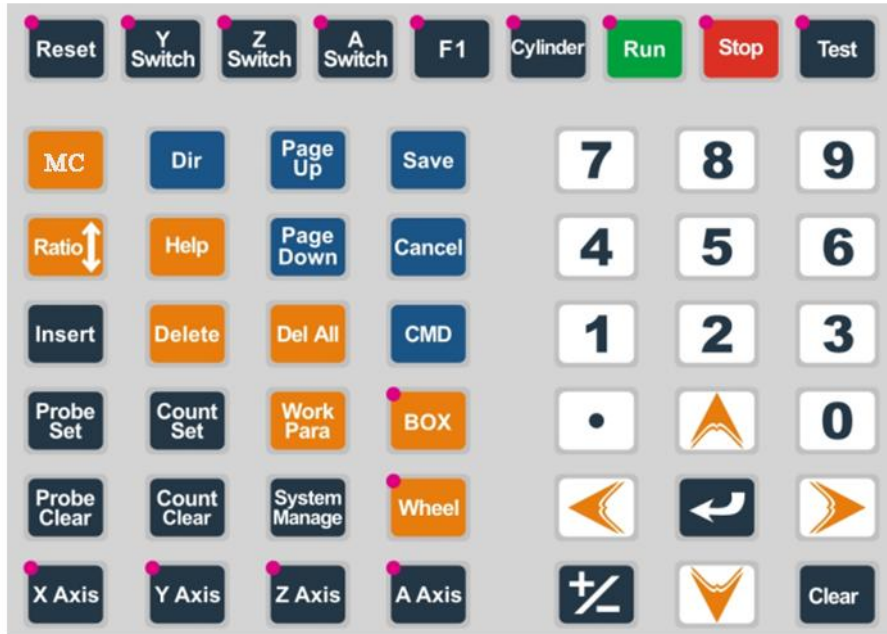 Reset
Y
Switch
Z
Switch
A
Switch
F1
Cylinder
Run
Stop
Test
MC
Dir
Page
Up
Save
7
8
9
Ratio
Help
Page
Down
Cancel
4
5
6
Insert
Delete
Del All
CMD
1
2
3
Probe
Set
Count
Set
Work
Para
BOX
.
0
Probe
Clear
Count
Clear
System
Manage
Wheel
X Axis
Y Axis
Z Axis
A Axis
+/-
Clear